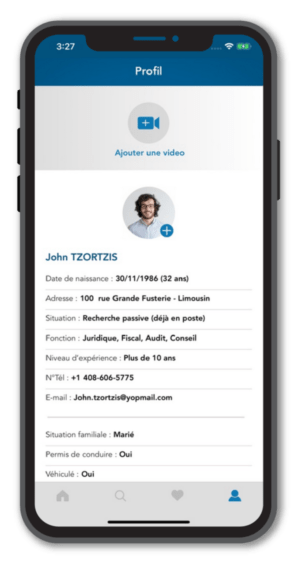 3:27
Profil
Ajouter une video
John TZORTZIS
Date de naissance : 30/11/1986 (32 ans)
Adresse : 100 rue Grande Fusterie - Limousin
Situation : Recherche passive (déjà en poste)
Fonction : Juridique, Fiscal, Audit, Conseil
Niveau d'expérience : Plus de 10 ans
N°Tél : +1 408-606-5775
E-mail : John.tzortzis@yopmail.com
Situation familiale : Marié
Permis de conduire : Oui
Véhiculé : Oui